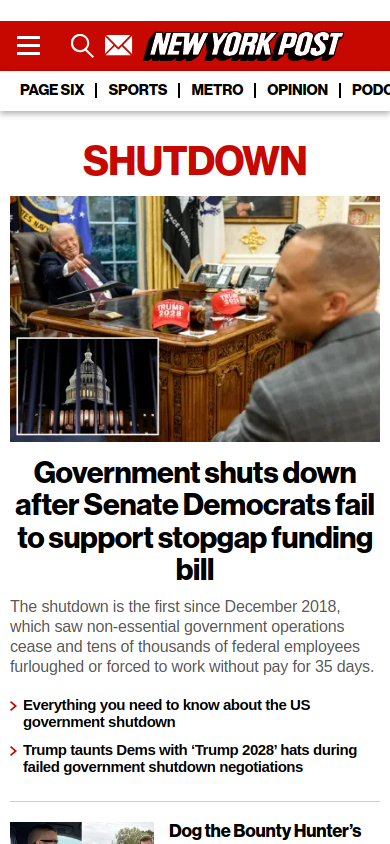 NEW YORK POST
PAGE SIX | SPORTS | METRO | OPINION |
SHUTDOWN
TRUMP
2028
Government shuts down
after Senate Democrats fail
to support stopgap funding
bill
The shutdown is the first since December 2018,
which saw non-essential government operations
cease and tens of thousands of federal employees
furloughed or forced to work without pay for 35 days.
Everything you need to know about the US
government shutdown
Trump taunts Dems with ‘Trump 2028’ hats during
failed government shutdown negotiations
Dog the Bounty Hunter’s